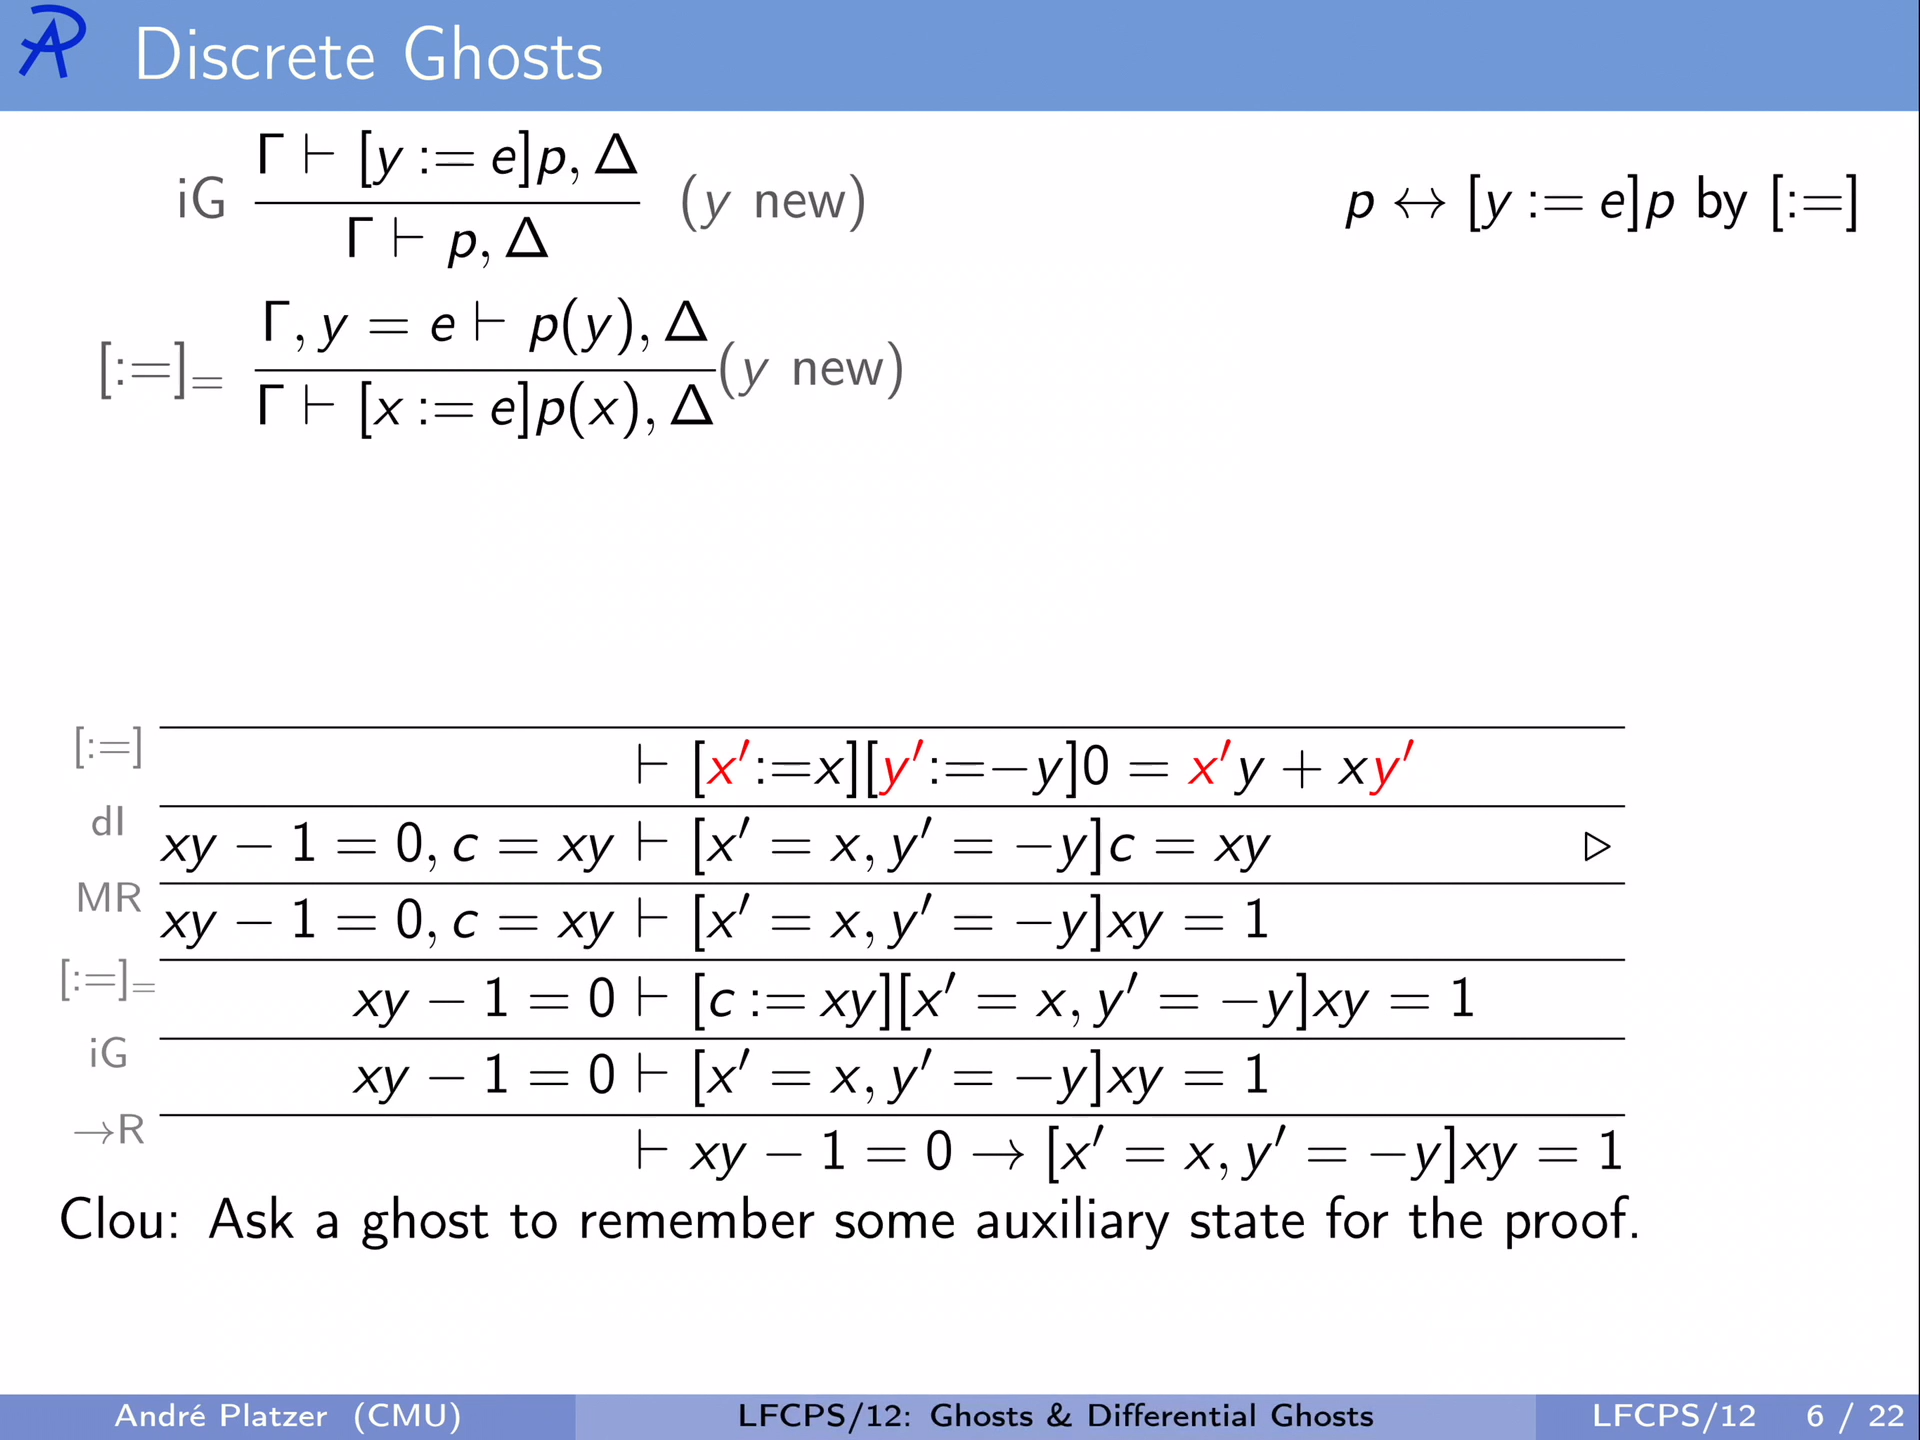 Discrete Ghosts
iG Γ ⊢ [y := e]p, Δ
Γ ⊢ p, Δ (y new)
p ↔ [y := e]p by [:=]
[:=]₌ Γ, y = e ⊢ p(y), Δ
Γ ⊢ [x := e]p(x), Δ (y new)
[:=] ⊢ [x′:=x][y′:=−y]0 = x′y + xy′
dI xy − 1 = 0, c = xy ⊢ [x′ = x, y′ = −y]c = xy ▷
MR xy − 1 = 0, c = xy ⊢ [x′ = x, y′ = −y]xy = 1
[:=]₌ xy − 1 = 0 ⊢ [c := xy][x′ = x, y′ = −y]xy = 1
iG xy − 1 = 0 ⊢ [x′ = x, y′ = −y]xy = 1
→R ⊢ xy − 1 = 0 → [x′ = x, y′ = −y]xy = 1
Clou: Ask a ghost to remember some auxiliary state for the proof.
André Platzer (CMU) LFCPS/12: Ghosts & Differential Ghosts LFCPS/12 6 / 22